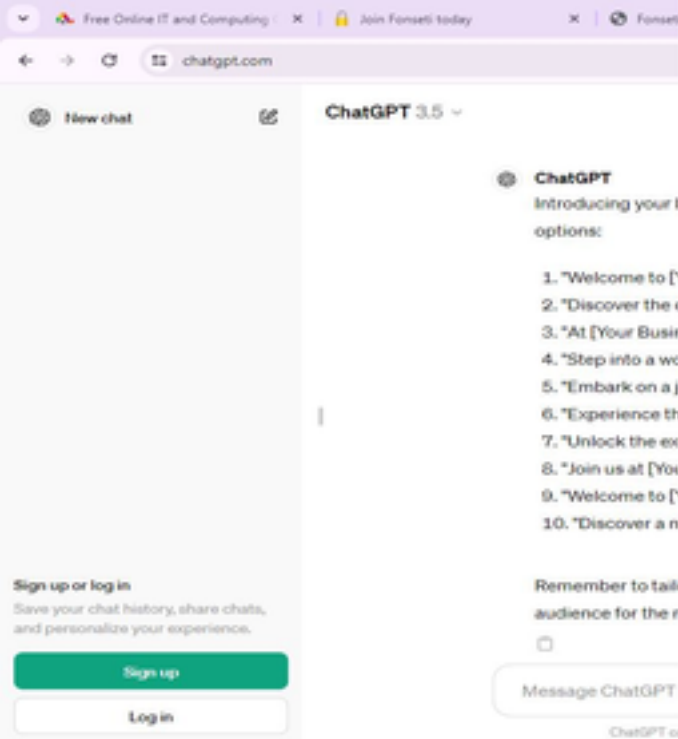 Free Online IT and Computing
Join Fonseti today
Fonseti
chatgpt.com
New chat
ChatGPT 3.5
ChatGPT
Introducing your
options:
1. "Welcome to [
2. "Discover the
3. "At [Your Busi
4. "Step into a wo
5. "Embark on a j
6. "Experience th
7. "Unlock the ex
8. "Join us at [You
9. "Welcome to [
10. "Discover a n
Remember to tail
audience for the
Sign up or log in
Save your chat history, share chats,
and personalize your experience.
Sign up
Log in
Message ChatGPT
ChatGPT